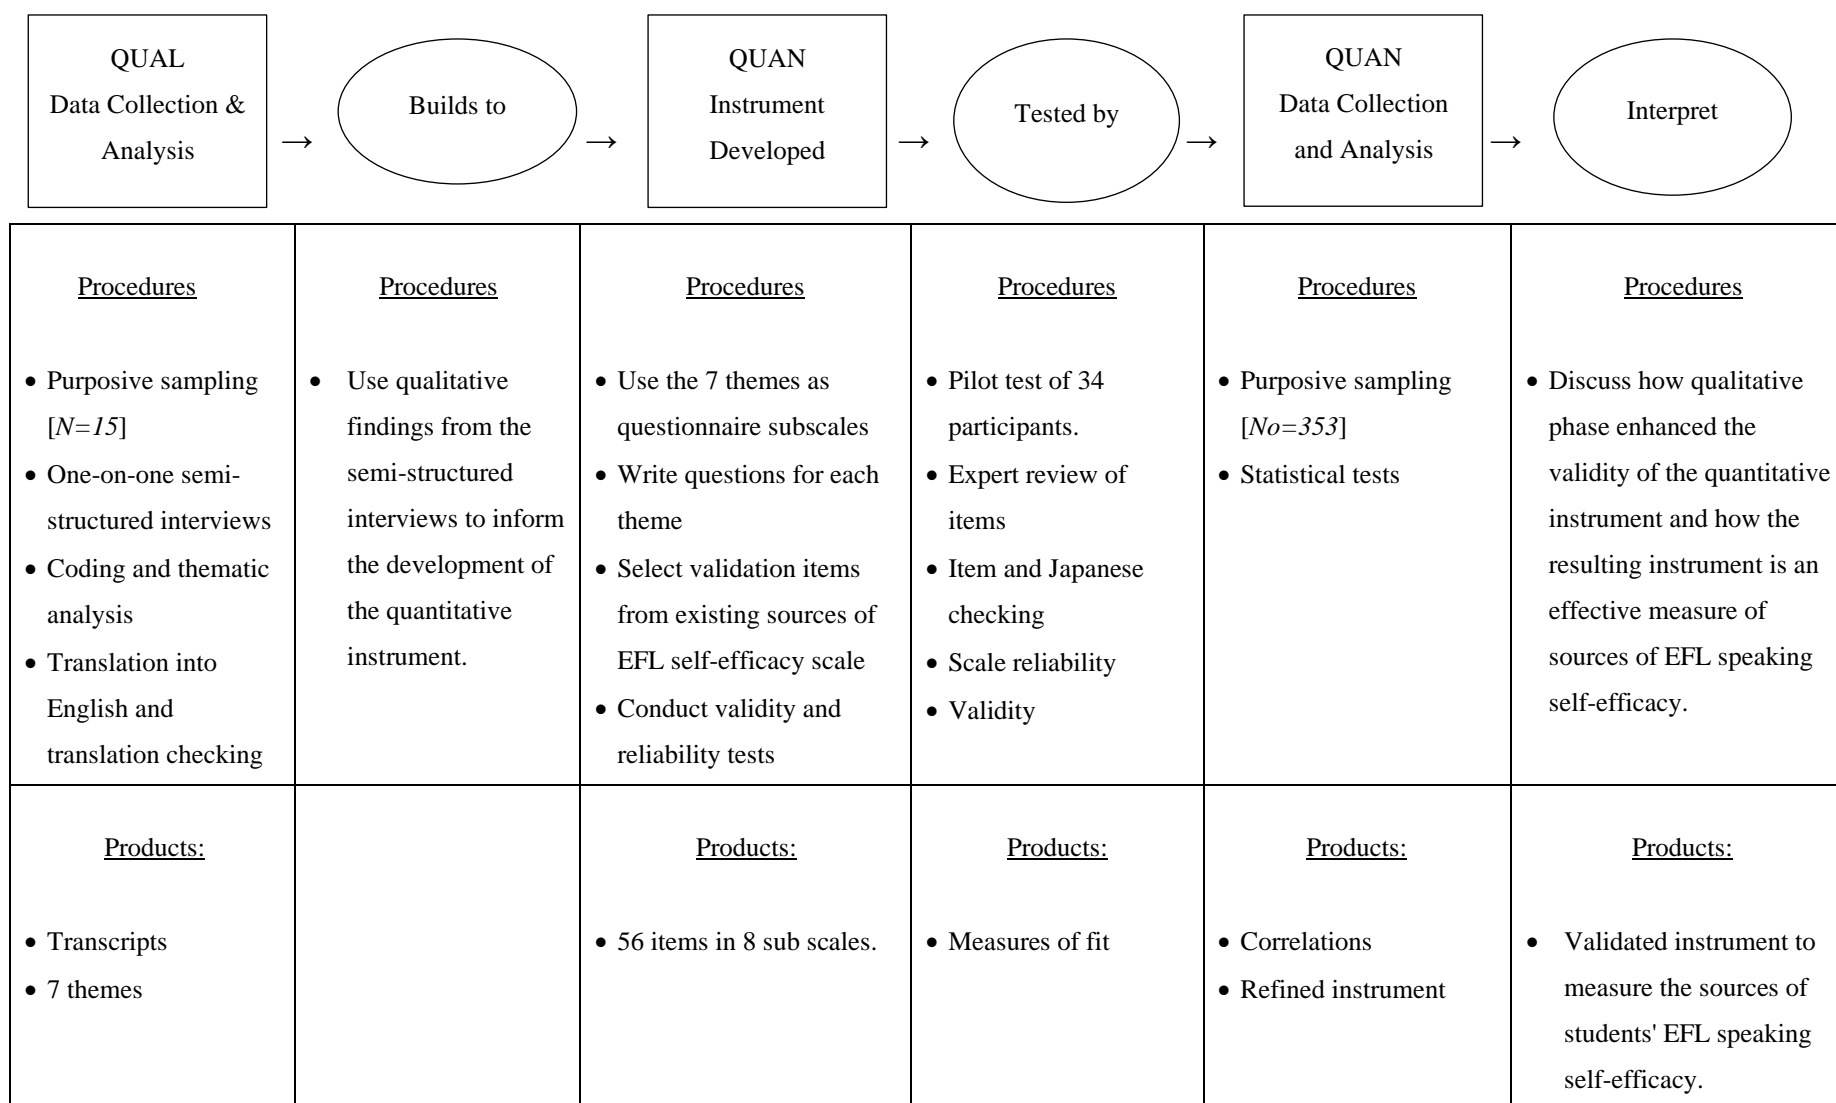 QUAL
Data Collection &
Analysis
→
Builds to
→
QUAN
Instrument
Developed
→
Tested by
→
QUAN
Data Collection
and Analysis
→
Interpret
Procedures
• Purposive sampling
[N=15]
• One-on-one semi-
structured interviews
• Coding and thematic
analysis
• Translation into
English and
translation checking
Procedures
• Use qualitative
findings from the
semi-structured
interviews to inform
the development of
the quantitative
instrument.
Procedures
• Use the 7 themes as
questionnaire subscales
• Write questions for each
theme
• Select validation items
from existing sources of
EFL self-efficacy scale
• Conduct validity and
reliability tests
Procedures
• Pilot test of 34
participants.
• Expert review of
items
• Item and Japanese
checking
• Scale reliability
• Validity
Procedures
• Purposive sampling
[No=353]
• Statistical tests
Procedures
• Discuss how qualitative
phase enhanced the
validity of the quantitative
instrument and how the
resulting instrument is an
effective measure of
sources of EFL speaking
self-efficacy.
Products:
• Transcripts
• 7 themes
Products:
• 56 items in 8 sub scales.
Products:
• Measures of fit
Products:
• Correlations
• Refined instrument
Products:
• Validated instrument to
measure the sources of
students' EFL speaking
self-efficacy.